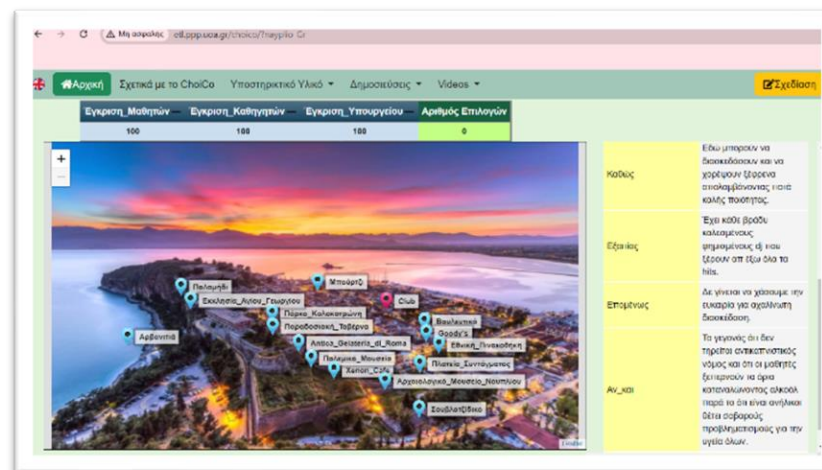 Μη ασφαλής
Αρχική Σχετικά με το ChoiCo Υποστηρικτικό Υλικό Δημοσιεύσεις Videos Σχεδίαση
Έγκριση_Μαθητών Έγκριση_Καθηγητών Έγκριση_Υπουργείου Αριθμός Επιλογών
100 100 100 0
+
−
Παλαμήδι
Μπούρτζι
Εκκλησία_Αγίου_Γεωργίου
Club
Πάρκο_Κολοκοτρώνη
Παραδοσιακή_Ταβέρνα
Βουλευτικό
Goody's
Αρβανιτιά
Antica_Gelateria_di_Roma
Εθνική_Πινακοθήκη
Πολεμικό_Μουσείο
Πλατεία_Συντάγματος
Xenon_Cafe
Αρχαιολογικό_Μουσείο_Ναυπλίου
Σουβλατζίδικο
Leaflet
Καθώς
Εδώ μπορούν να
διασκεδάσουν και να
χορέψουν ξέφρενα
απολαμβάνοντας ποτά
καλής ποιότητας.
Εξαιτίας
Έχει κάθε βράδυ
καλεσμένους
φημισμένους dj που
ξέρουν απ έξω όλα τα
hits.
Επομένως
Δε γίνεται να χάσουμε την
ευκαιρία για αχαλίνωτη
διασκέδαση.
Αν_και
Το γεγονός ότι δεν
τηρείται αντικαπνιστικός
νόμος και ότι οι μαθητές
ξεπερνούν τα όρια
καταναλώνοντας αλκοόλ
παρά το ότι είναι ανήλικοι
θέτει σοβαρούς
προβληματισμούς για την
υγεία όλων.